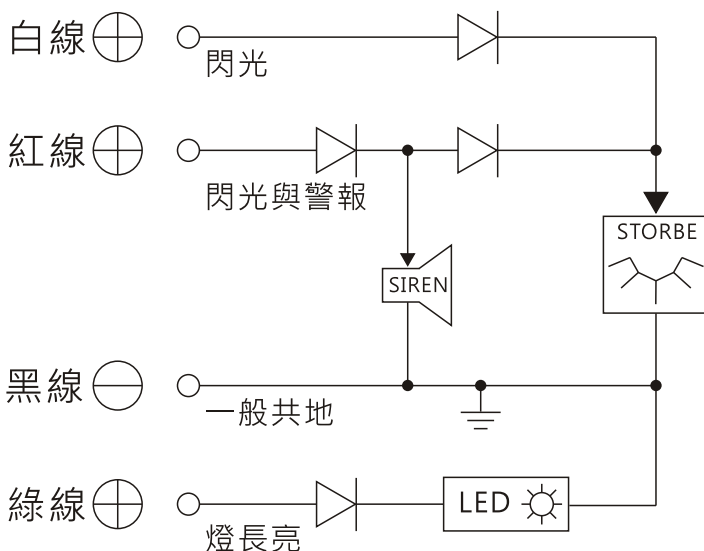 白線
閃光
紅線
閃光與警報
STORBE
SIREN
黑線
一般共地
綠線
LED
燈長亮